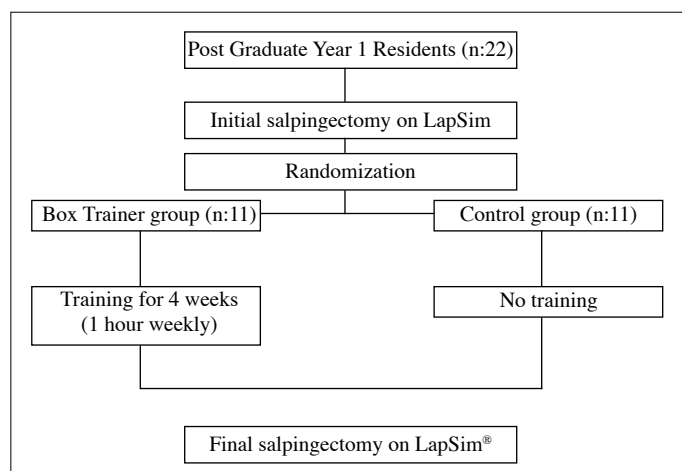 Post Graduate Year 1 Residents (n:22)
Initial salpingectomy on LapSim
Randomization
Box Trainer group (n:11)
Control group (n:11)
Training for 4 weeks
(1 hour weekly)
No training
Final salpingectomy on LapSim®